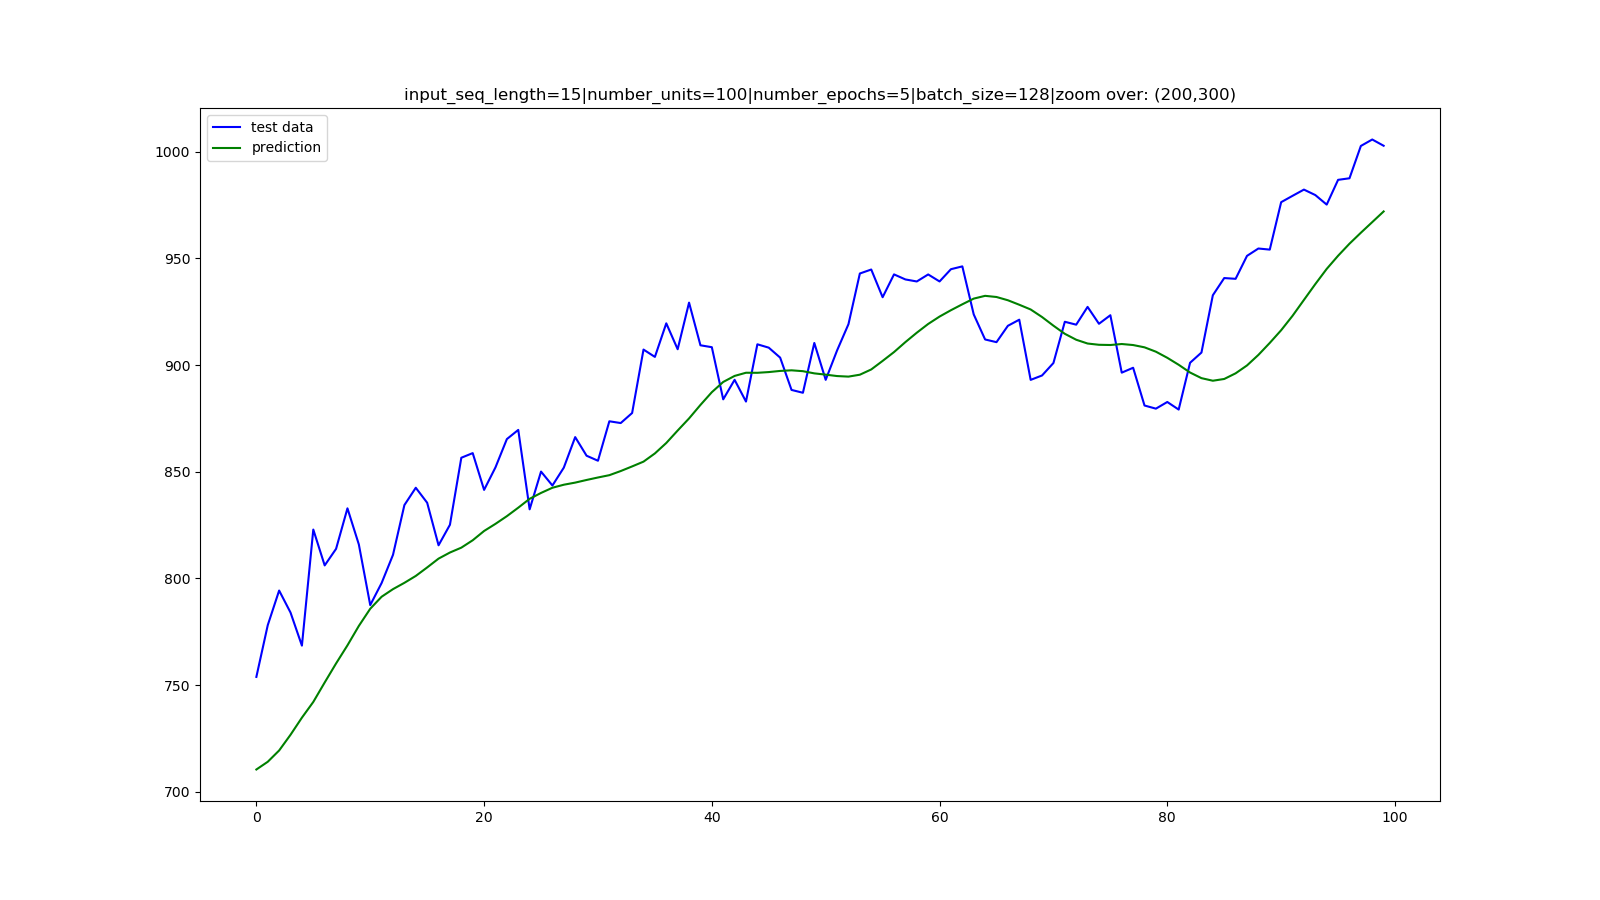 input_seq_length=15|number_units=100|number_epochs=5|batch_size=128|zoom over: (200,300)
test data
prediction
1000
950
900
850
800
750
700
0 20 40 60 80 100